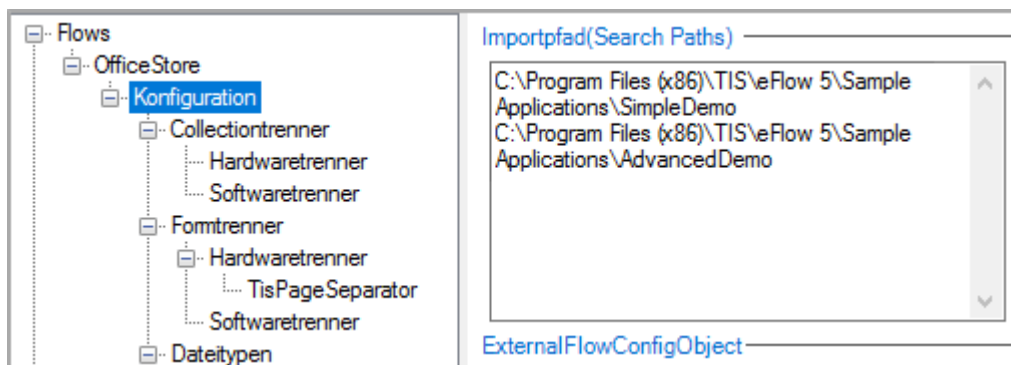 Flows
OfficeStore
Konfiguration
Collectiontrenner
Hardwaretrenner
Softwaretrenner
Formtrenner
Hardwaretrenner
TisPageSeparator
Softwaretrenner
Dateitypen
Importpfad(Search Paths)
C:\Program Files (x86)\TIS\eFlow 5\Sample
Applications\SimpleDemo
C:\Program Files (x86)\TIS\eFlow 5\Sample
Applications\AdvancedDemo
ExternalFlowConfigObject